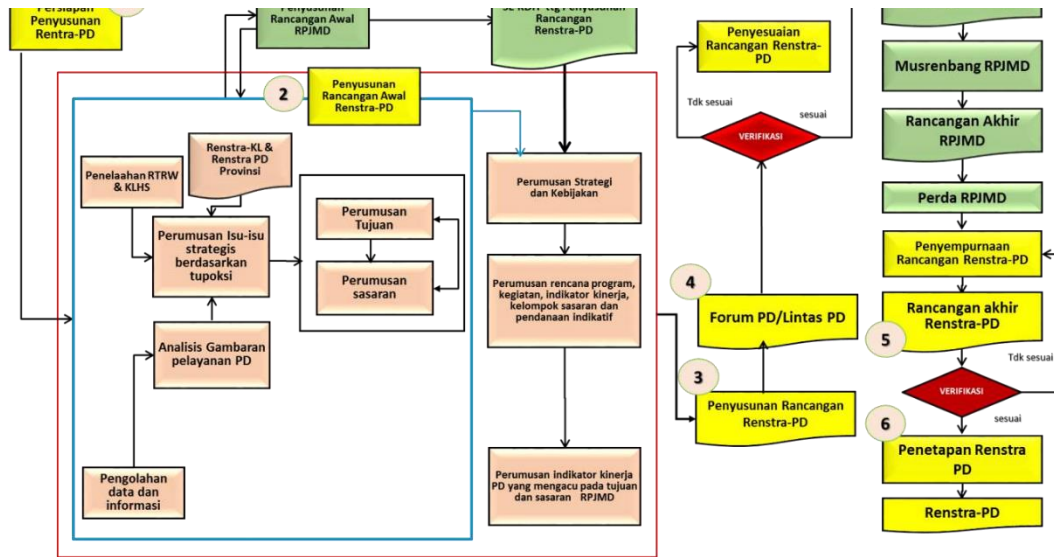 Persiapan
Penyusunan
Rentra-PD
Penyusunan
Rancangan Awal
RPJMD
Rancangan
Renstra-PD
Penyesuaian
Rancangan Renstra-
PD
Tdk sesuai
sesuai
VERIFIKASI
Musrenbang RPJMD
Rancangan Akhir
RPJMD
Perda RPJMD
Penyempurnaan
Rancangan Renstra-PD
Rancangan akhir
Renstra-PD
5
Tdk sesuai
VERIFIKASI
sesuai
6
Penetapan Renstra
PD
Renstra-PD
2
Penyusunan
Rancangan Awal
Renstra-PD
Renstra-KL &
Renstra PD
Provinsi
Penelaahan RTRW
& KLHS
Perumusan Isu-isu
strategis
berdasarkan
tupoksi
Perumusan
Tujuan
Perumusan
sasaran
Analisis Gambaran
pelayanan PD
Pengolahan
data dan
informasi
Perumusan Strategi
dan Kebijakan
Perumusan rencana program,
kegiatan, indikator kinerja,
kelompok sasaran dan
pendanaan indikatif
Perumusan indikator kinerja
PD yang mengacu pada tujuan
dan sasaran RPJMD
4
Forum PD/Lintas PD
3
Penyusunan Rancangan
Renstra-PD